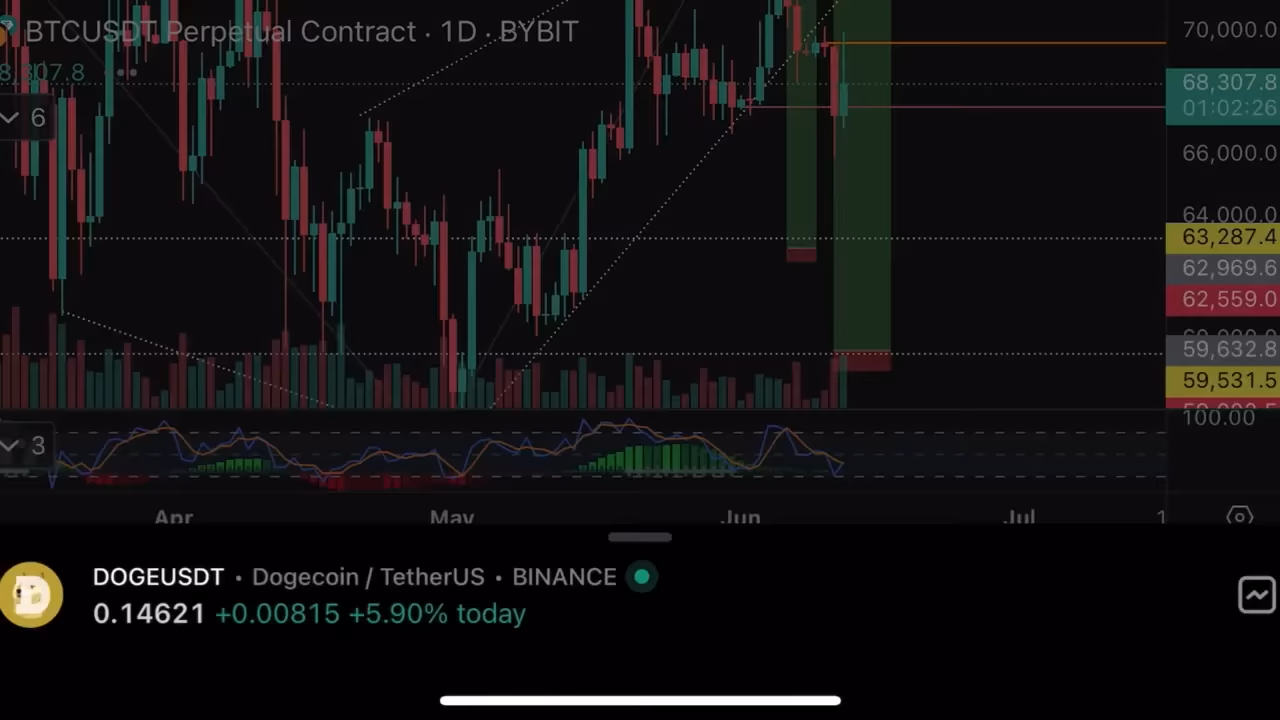 BTCUSDT Perpetual Contract · 1D · BYBIT
70,000.0
68,307.8
01:02:26
6
66,000.0
64,000.0
63,287.4
62,969.6
62,559.0
59,632.8
59,531.5
100.00
3
Apr
May
Jun
Jul
1
DOGEUSDT · Dogecoin / TetherUS · BINANCE
0.14621 +0.00815 +5.90% today